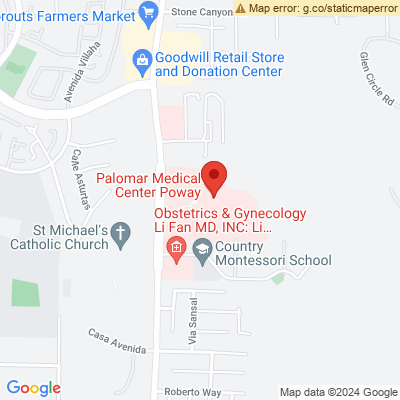 Stone Canyon
Map error: g.co/staticmaperror
Sprouts Farmers Market
Avenida Villaha
Goodwill Retail Store
and Donation Center
Glen Circle Rd
Calle Asturias
Palomar Medical
Center Poway
Obstetrics & Gynecology
Li Fan MD, INC: Li...
St Michael's
Catholic Church
Country
Montessori School
Via Sansal
Casa Avenida
Roberto Way
Google
Map data ©2024 Google